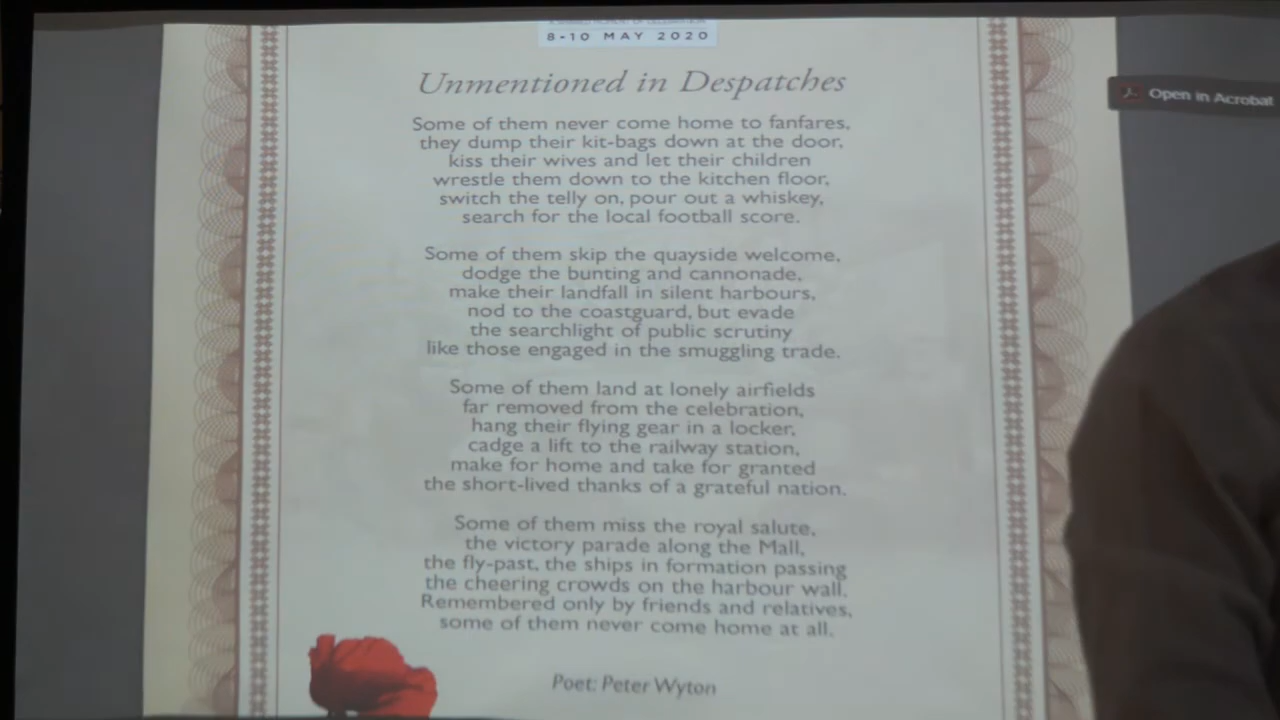 8-10 MAY 2020
Unmentioned in Despatches
Open in Acrobat
Some of them never come home to fanfares,
they dump their kit-bags down at the door,
kiss their wives and let their children
wrestle them down to the kitchen floor,
switch the telly on, pour out a whiskey,
search for the local football score.
Some of them skip the quayside welcome,
dodge the bunting and cannonade,
make their landfall in silent harbours,
nod to the coastguard, but evade
the searchlight of public scrutiny
like those engaged in the smuggling trade.
Some of them land at lonely airfields
far removed from the celebration,
hang their flying gear in a locker,
cadge a lift to the railway station,
make for home and take for granted
the short-lived thanks of a grateful nation.
Some of them miss the royal salute,
the victory parade along the Mall,
the fly-past, the ships in formation passing
the cheering crowds on the harbour wall.
Remembered only by friends and relatives,
some of them never come home at all.
Poet: Peter Wyton